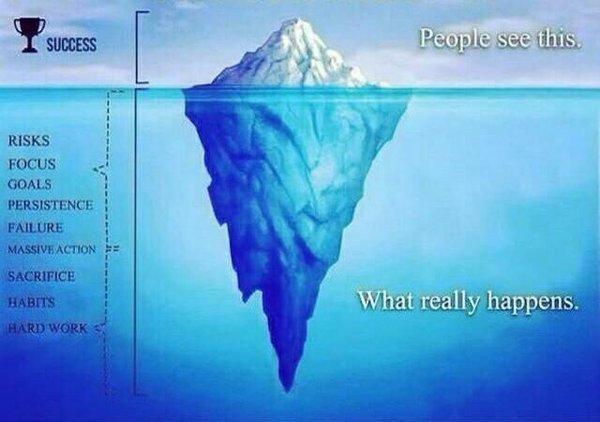 SUCCESS
People see this.
RISKS
FOCUS
GOALS
PERSISTENCE
FAILURE
MASSIVE ACTION
SACRIFICE
HABITS
HARD WORK
What really happens.